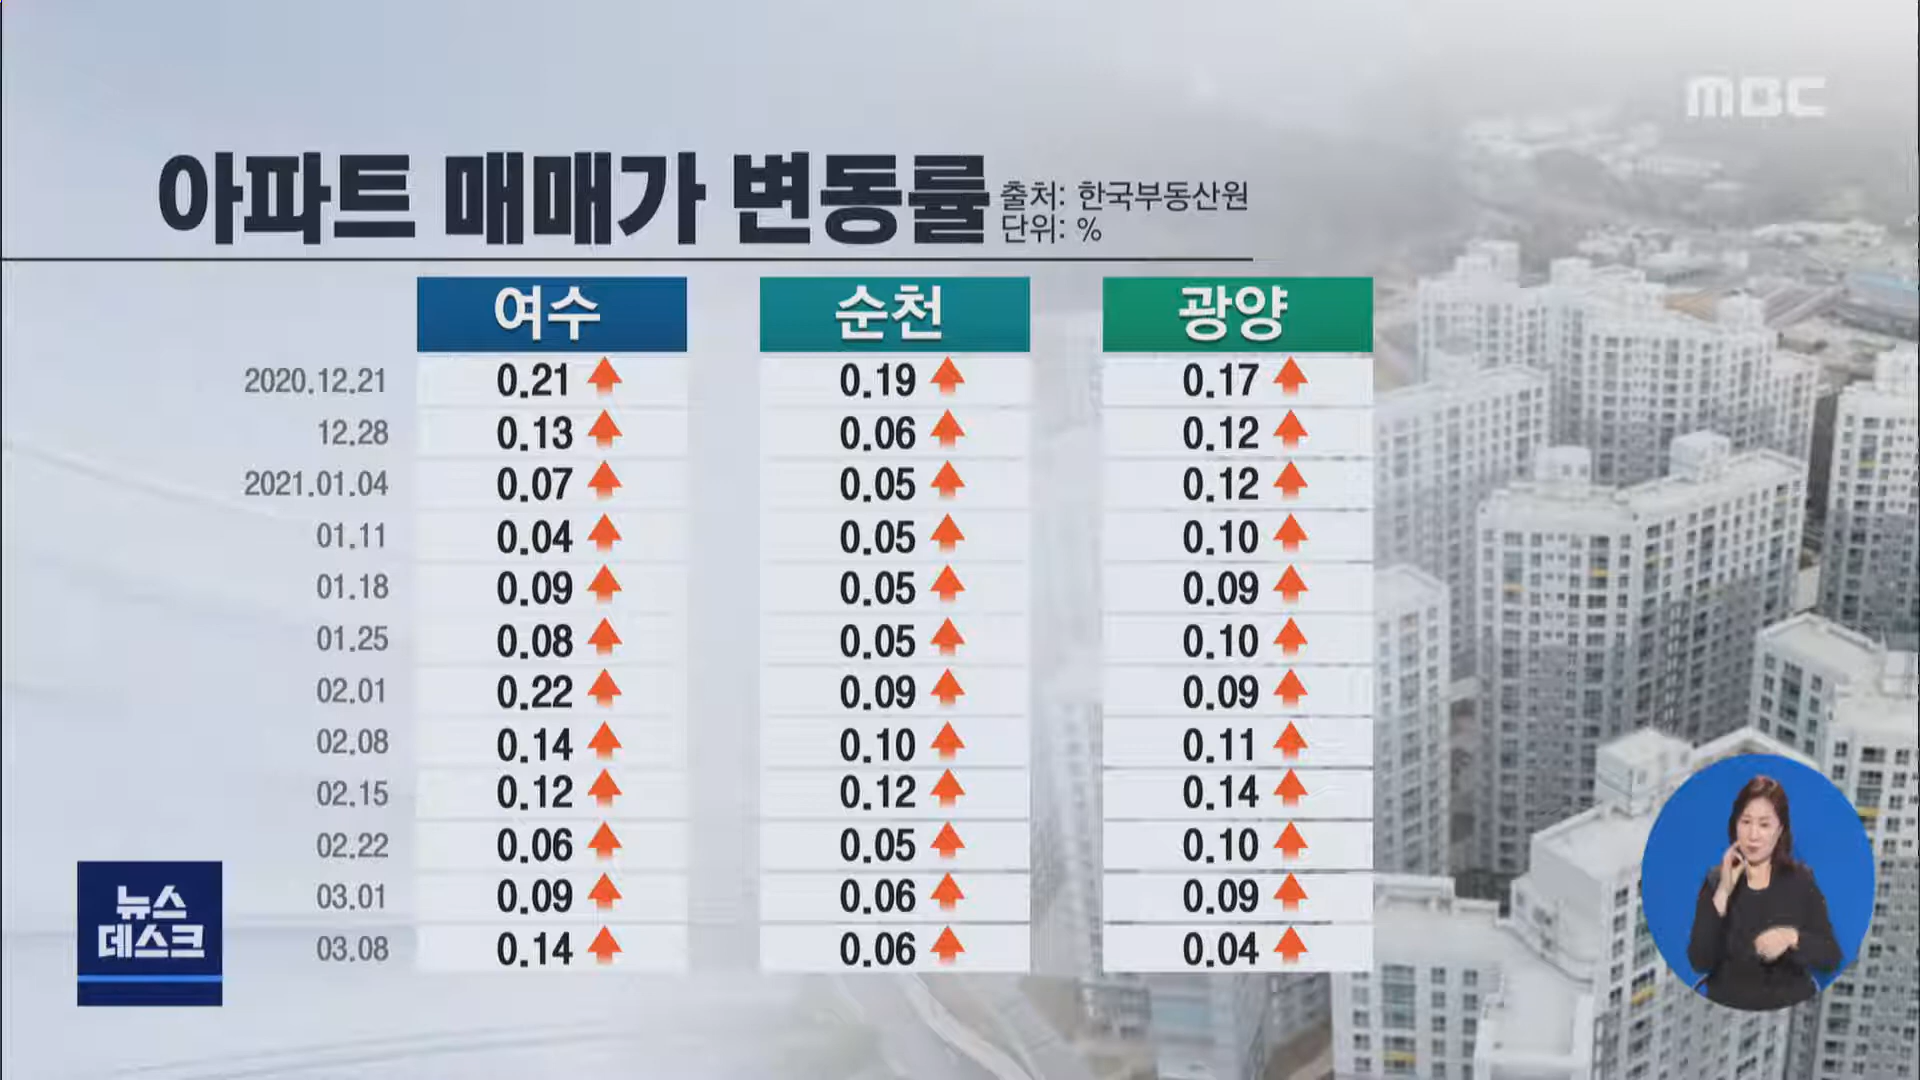 MBC
아파트 매매가 변동률
출처: 한국부동산원
단위: %
여수 순천 광양
2020.12.21 0.21 0.19 0.17
12.28 0.13 0.06 0.12
2021.01.04 0.07 0.05 0.12
01.11 0.04 0.05 0.10
01.18 0.09 0.05 0.09
01.25 0.08 0.05 0.10
02.01 0.22 0.09 0.09
02.08 0.14 0.10 0.11
02.15 0.12 0.12 0.14
02.22 0.06 0.05 0.10
03.01 0.09 0.06 0.09
03.08 0.14 0.06 0.04
뉴스
데스크